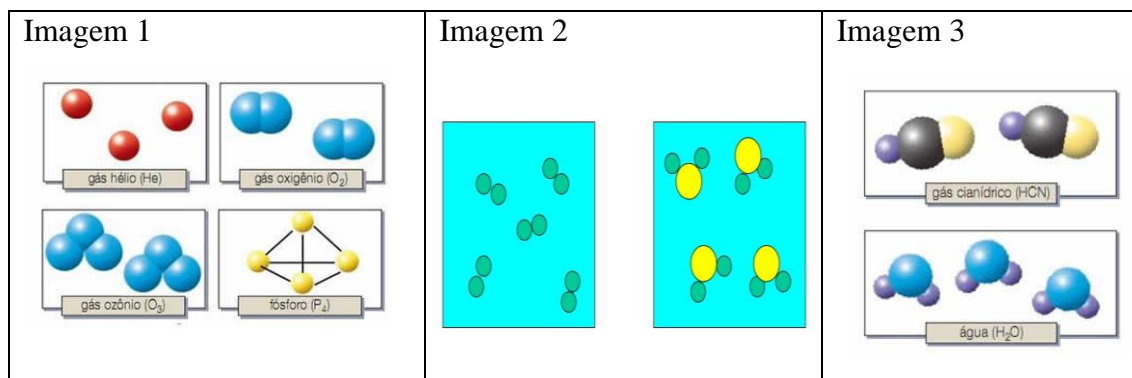 Imagem 1
gás hélio (He)
gás oxigênio (O₂)
gás ozônio (O₃)
fósforo (P₄)
Imagem 2
Imagem 3
gás cianídrico (HCN)
água (H₂O)